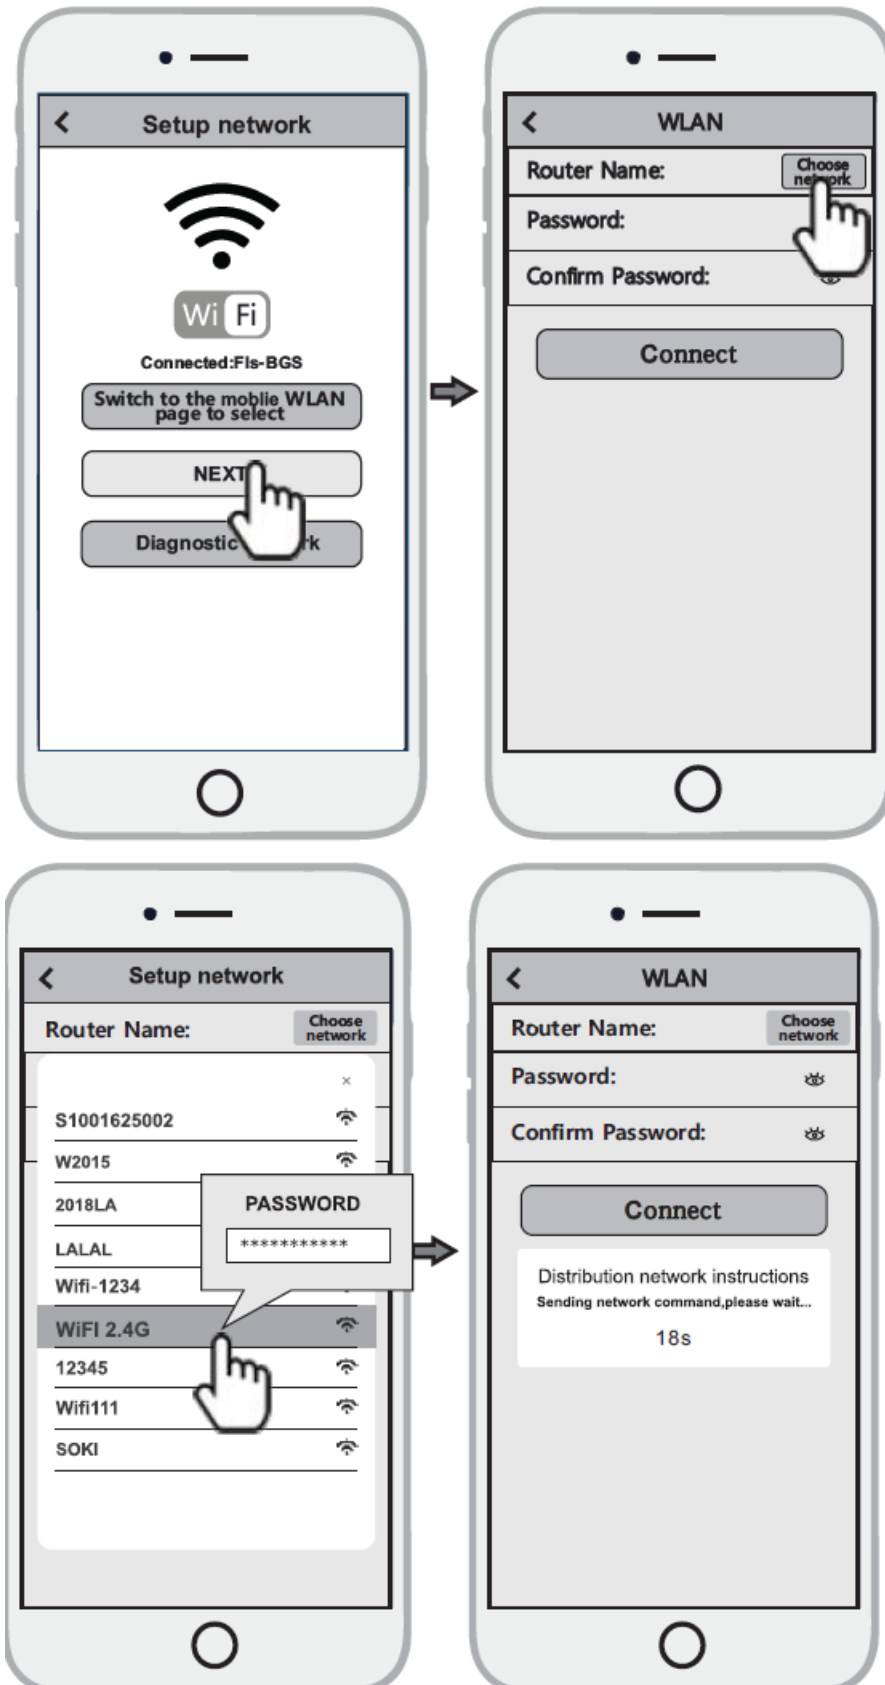 Setup network
Wi Fi
Connected:FIs-BGS
Switch to the moblie WLAN
page to select
NEXT
Diagnostic
WLAN
Router Name:
Choose
network
Password:
Confirm Password:
Connect
Setup network
Router Name:
Choose
network
×
S1001625002
W2015
2018LA
LALAL
Wifi-1234
WiFI 2.4G
12345
Wifi111
SOKI
PASSWORD
***********
WLAN
Router Name:
Choose
network
Password:
Confirm Password:
Connect
Distribution network instructions
Sending network command,please wait...
18s